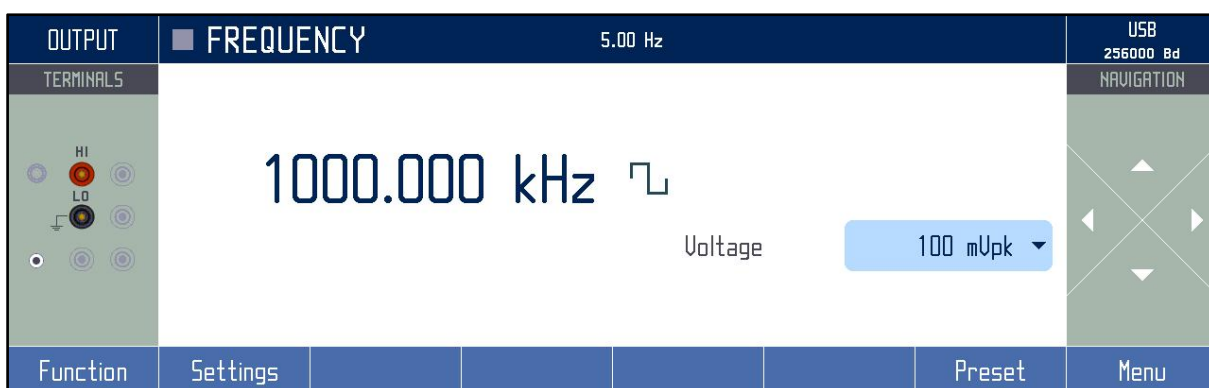 OUTPUT
FREQUENCY
5.00 Hz
USB
256000 Bd
TERMINALS
NAVIGATION
HI
LO
1000.000 kHz
Voltage
100 mVpk
Function
Settings
Preset
Menu